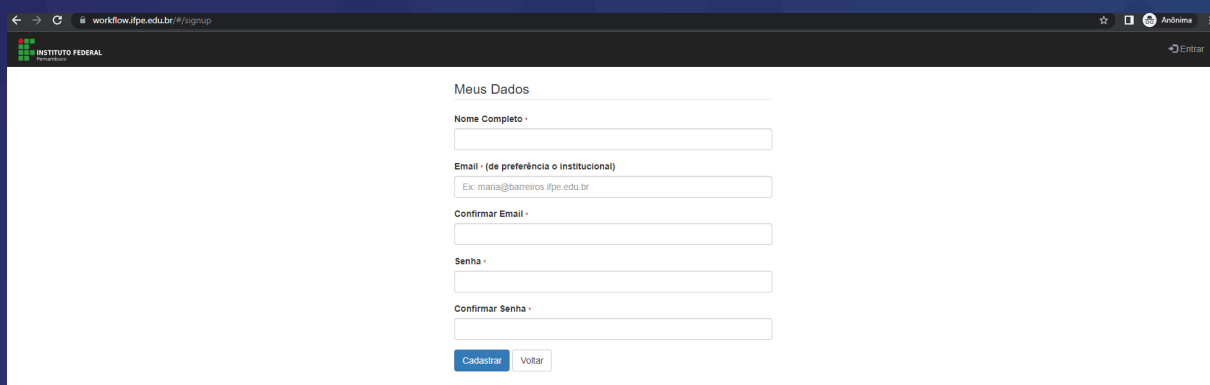 workflow.ifpe.edu.br/#/signup
Anônima
INSTITUTO FEDERAL
Pernambuco
Entrar
Meus Dados
Nome Completo *
Email * (de preferência o institucional)
Ex: maria@barreiros.ifpe.edu.br
Confirmar Email *
Senha *
Confirmar Senha *
Cadastrar Voltar